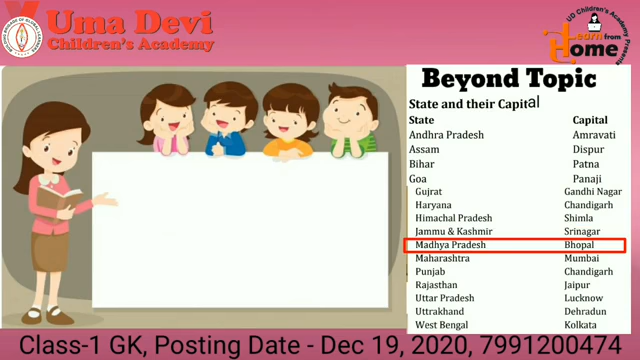 Uma Devi
Children's Academy
UD Children's Academy Presents
Learn from
Home
Beyond Topic
State and their Capital
State Capital
Andhra Pradesh Amravati
Assam Dispur
Bihar Patna
Goa Panaji
Gujrat Gandhi Nagar
Haryana Chandigarh
Himachal Pradesh Shimla
Jammu & Kashmir Srinagar
Madhya Pradesh Bhopal
Maharashtra Mumbai
Punjab Chandigarh
Rajasthan Jaipur
Uttar Pradesh Lucknow
Uttrakhand Dehradun
West Bengal Kolkata
Class-1 GK, Posting Date - Dec 19, 2020, 7991200474